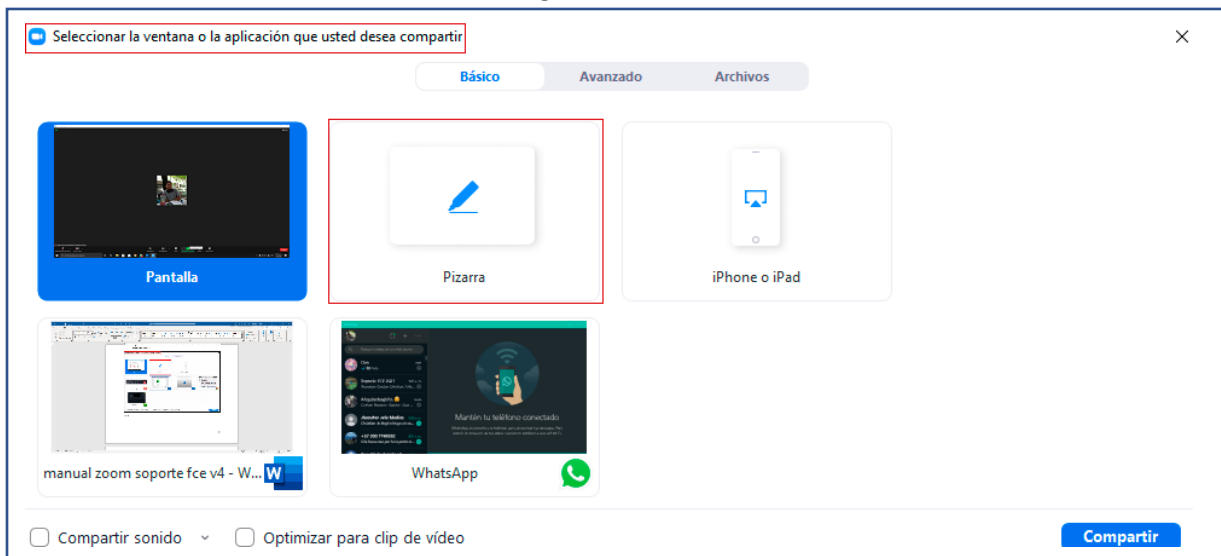 Seleccionar la ventana o la aplicación que usted desea compartir
Básico
Avanzado
Archivos
Pantalla
Pizarra
iPhone o iPad
Mantén tu teléfono conectado
manual zoom soporte fce v4 - W...
W
WhatsApp
Compartir sonido
Optimizar para clip de vídeo
Compartir